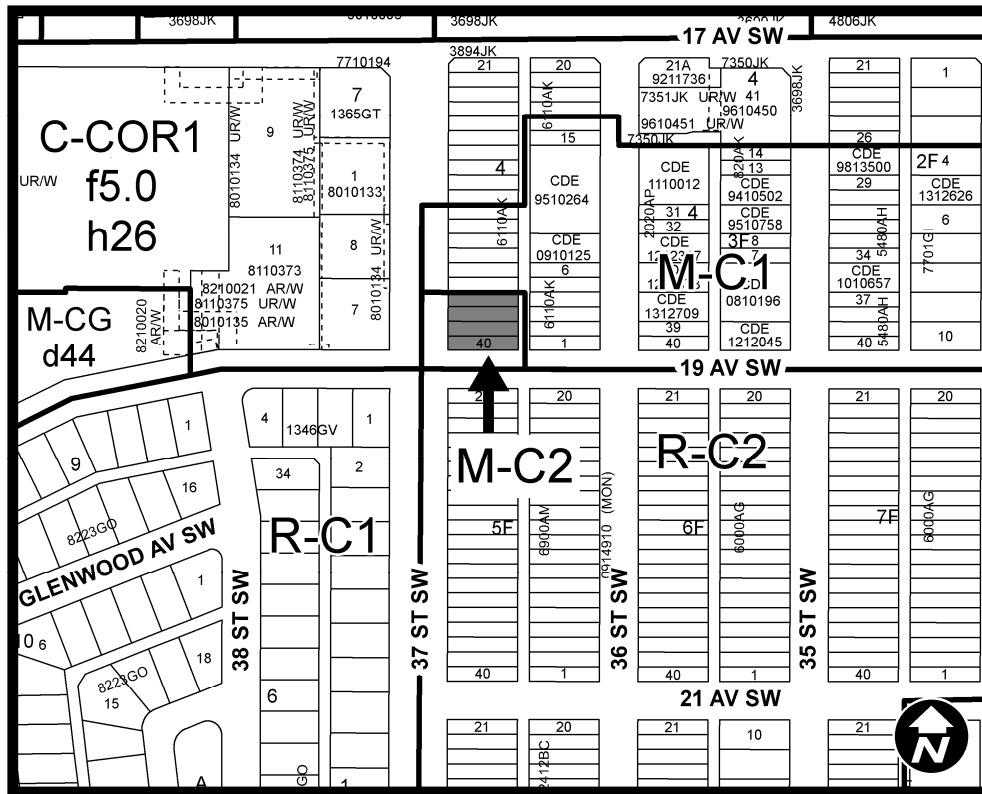 3698JK
3698JK
4806JK
17 AV SW
3894JK
7710194
21
20
21A
9211736
7350JK
4
21
1
7
1365GT
6110AK
7351JK UR/W
41
9610450
3698JK
C-COR1
f5.0
h26
9
8010134 UR/W
8110374 UR/W
8110375 UR/W
9610451 UR/W
7350JK
15
26
UR/W
1
8010133
4
CDE
9510264
CDE
1110012
820AK
14
13
CDE
9410502
CDE
9813500
29
2F
4
CDE
1312626
6110AK
2020AP
31
4
32
CDE
9510758
5480AH
6
11
8
8010134 UR/W
CDE
0910125
6
CDE
3F
8
7
34
7701GI
8110373
8210021 AR/W
8110375 UR/W
8010135 AR/W
7
6110AK
M-C1
CDE
1312709
0810196
CDE
1010657
37
5480AH
M-CG
d44
8210020
AR/W
40
1
39
40
CDE
1212045
40
10
19 AV SW
4
1
1
1346GV
20
21
20
21
20
9
34
2
M-C2
R-C2
16
8223GO
R-C1
5F
6900AM
0914910 (MON)
6F
6000AG
7F
6000AG
GLENWOOD AV SW
1
38 ST SW
37 ST SW
36 ST SW
35 ST SW
10
6
18
8223GO
15
6
40
1
40
1
40
1
21 AV SW
21
20
21
10
21
N
2412BC
GO
A
1